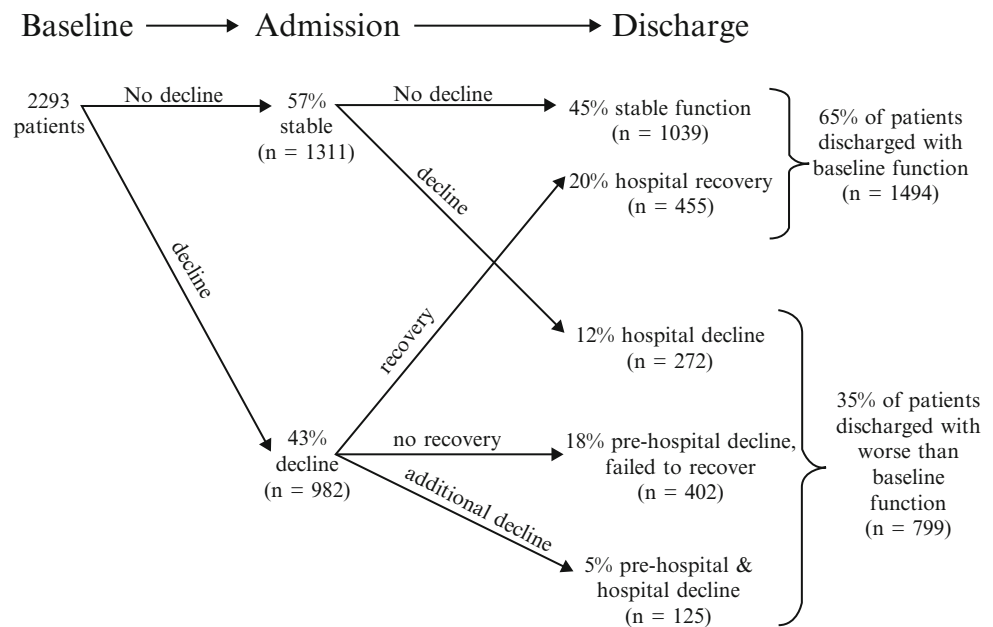 Baseline Admission Discharge
2293
patients
No decline
57%
stable
(n = 1311)
No decline
45% stable function
(n = 1039)
20% hospital recovery
(n = 455)
65% of patients
discharged with
baseline function
(n = 1494)
decline
decline
recovery
12% hospital decline
(n = 272)
43%
decline
(n = 982)
no recovery
additional decline
18% pre-hospital decline,
failed to recover
(n = 402)
5% pre-hospital &
hospital decline
(n = 125)
35% of patients
discharged with
worse than
baseline
function
(n = 799)